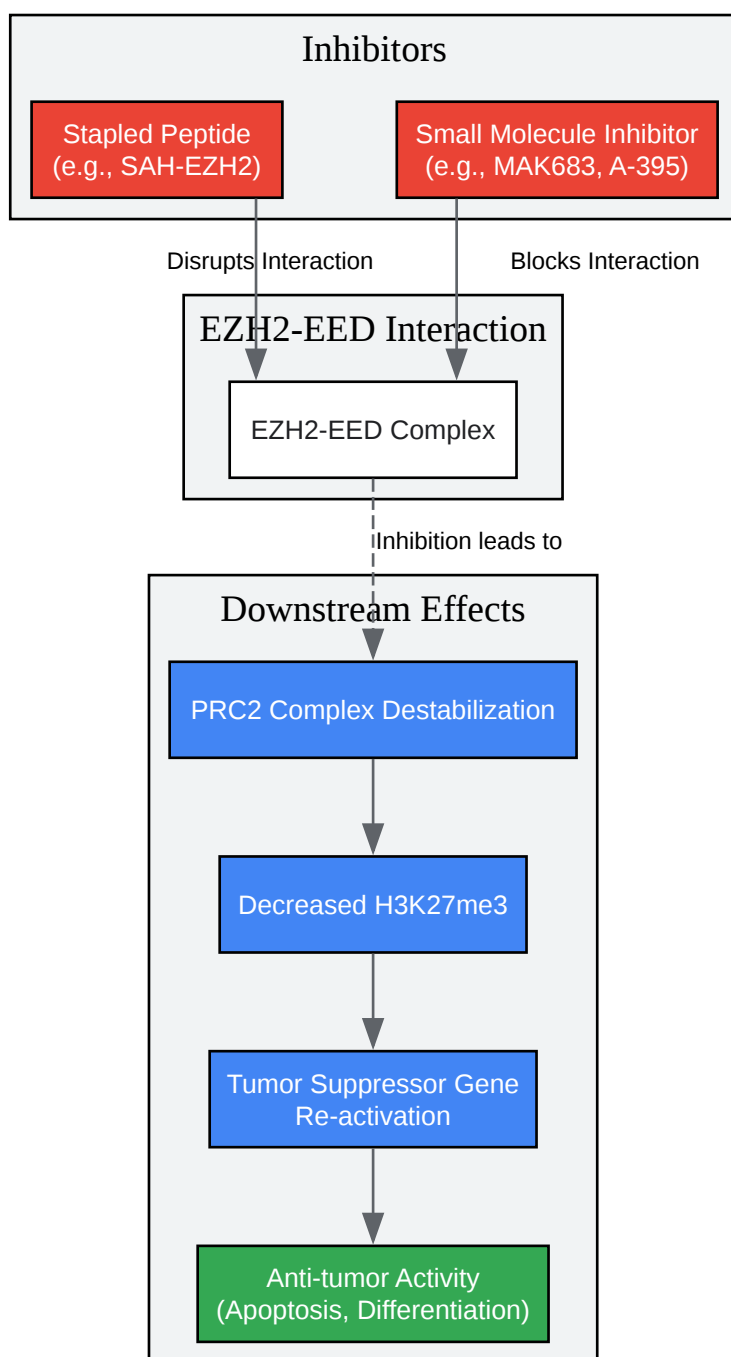 Inhibitors
Stapled Peptide
(e.g., SAH-EZH2)
Small Molecule Inhibitor
(e.g., MAK683, A-395)
Disrupts Interaction
Blocks Interaction
EZH2-EED Interaction
EZH2-EED Complex
Inhibition leads to
Downstream Effects
PRC2 Complex Destabilization
Decreased H3K27me3
Tumor Suppressor Gene
Re-activation
Anti-tumor Activity
(Apoptosis, Differentiation)